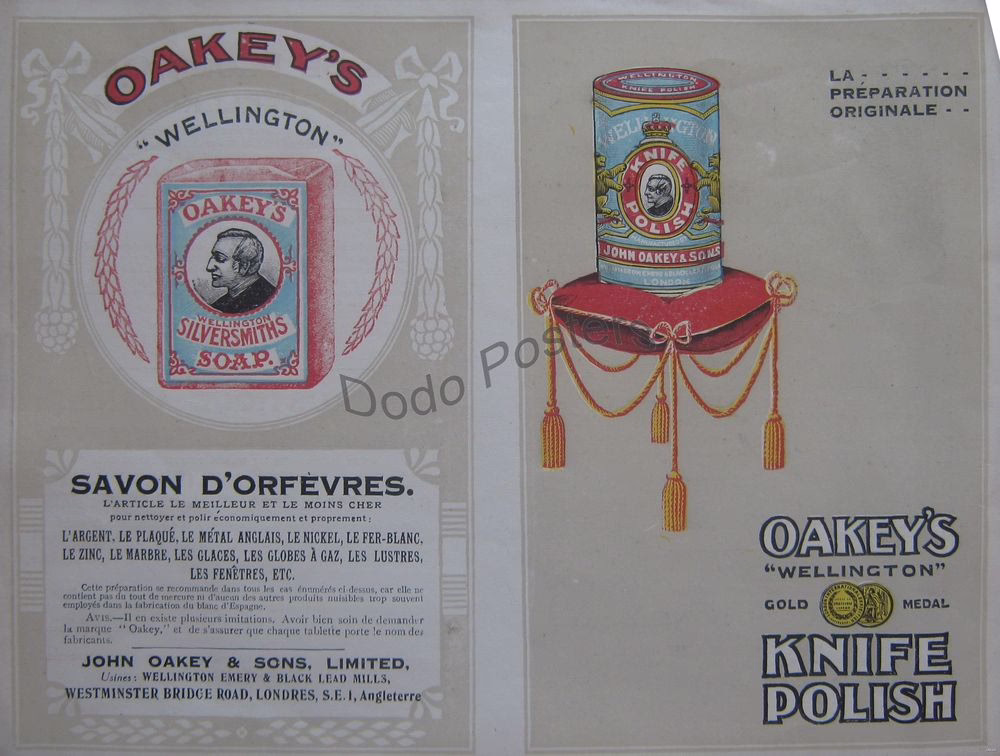 OAKEY'S
"WELLINGTON"
OAKEY'S
WELLINGTON
SILVERSMITHS
SOAP.
SAVON D'ORFÈVRES.
L'ARTICLE LE MEILLEUR ET LE MOINS CHER
pour nettoyer et polir économiquement et proprement:
L'ARGENT, LE PLAQUÉ, LE MÉTAL ANGLAIS, LE NICKEL, LE FER-BLANC,
LE ZINC, LE MARBRE, LES GLACES, LES GLOBES À GAZ, LES LUSTRES,
LES FENÊTRES, ETC.
Cette préparation se recommande dans tous les cas énumérés ci-dessus, car elle ne
contient pas du tout de mercure ni d'aucun des autres produits nuisibles trop souvent
employés dans la fabrication du blanc d'Espagne.
AVIS.—Il en existe plusieurs imitations. Avoir bien soin de demander
la marque "Oakey," et de s'assurer que chaque tablette porte le nom des
fabricants.
JOHN OAKEY & SONS, LIMITED,
Usines: WELLINGTON EMERY & BLACK LEAD MILLS,
WESTMINSTER BRIDGE ROAD, LONDRES, S.E.1, Angleterre
Dodo Posters
LA - - - - - -
PRÉPARATION
ORIGINALE - -
WELLINGTON
KNIFE POLISH
WELLINGTON
KNIFE
POLISH
MANUFACTURED BY
JOHN OAKEY & SONS
LONDON
OAKEY'S
"WELLINGTON"
GOLD MEDAL
KNIFE
POLISH